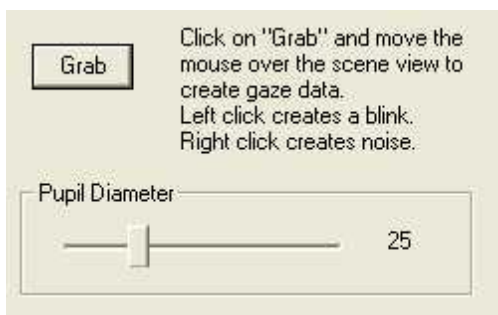 Grab
Click on "Grab" and move the
mouse over the scene view to
create gaze data.
Left click creates a blink.
Right click creates noise.
Pupil Diameter
25